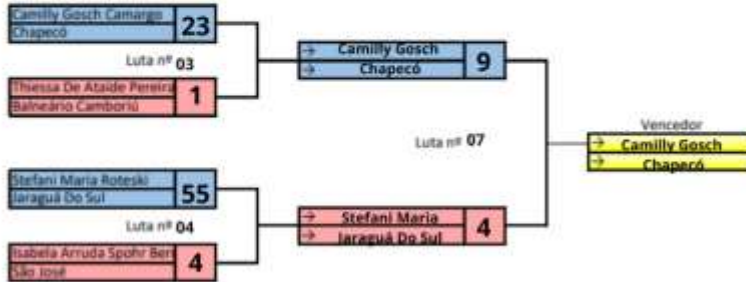 Camilly Gosch Camargo
Chapecó
23
Luta nº 03
Thiessa De Ataíde Pereira
Balneário Camboriú
1
→ Camilly Gosch
→ Chapecó
9
Luta nº 07
Vencedor
→ Camilly Gosch
→ Chapecó
Stefani Maria Roteski
Jaraguá Do Sul
55
Luta nº 04
Isabela Arruda Spohr Berr
São José
4
→ Stefani Maria
→ Jaraguá Do Sul
4